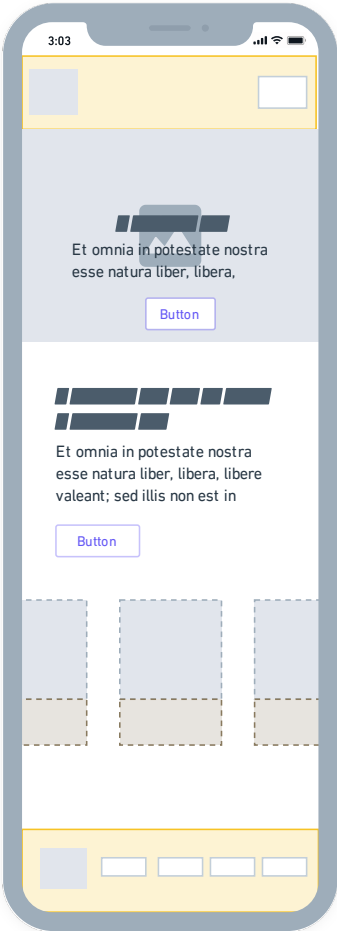 3:03
Et omnia in potestate nostra
esse natura liber, libera,
Button
Et omnia in potestate nostra
esse natura liber, libera, libere
valeant; sed illis non est in
Button